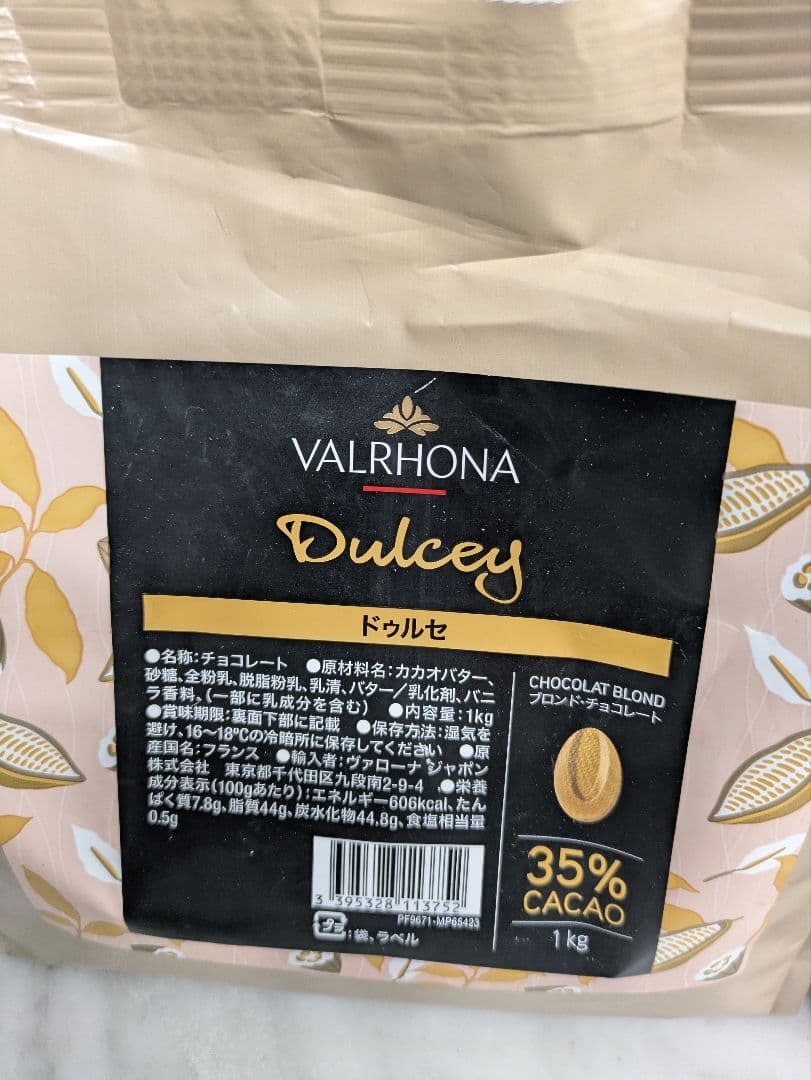 VALRHONA
Dulcey
ドゥルセ
●名称:チョコレート ●原材料名:カカオバター、
砂糖、全粉乳、脱脂粉乳、乳清、バター/乳化剤、バニ
ラ香料、(一部に乳成分を含む) ●内容量:1kg
●賞味期限:裏面下部に記載 ●保存方法:湿気を
避け、16~18℃の冷暗所に保存してください ●原
産国名:フランス ●輸入者:ヴァローナ ジャポン
株式会社 東京都千代田区九段南2-9-4 ●栄養
成分表示(100gあたり):エネルギー606kcal、たん
ぱく質7.8g、脂質44g、炭水化物44.8g、食塩相当量
0.5g
3 395328 113752
PF9671-MP65423
プラ:袋、ラベル
CHOCOLAT BLOND
ブロンド・チョコレート
35%
CACAO
1kg